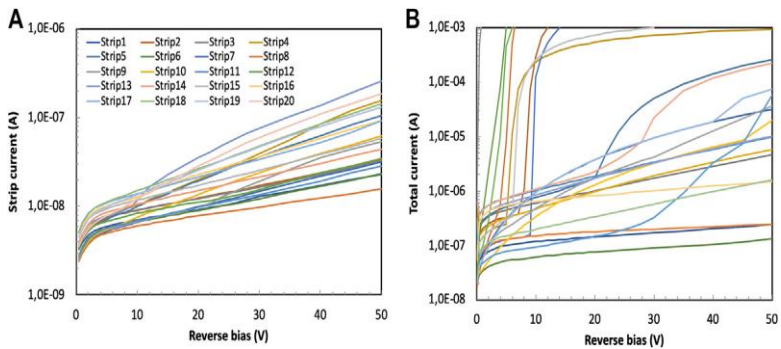 A
1,0E-06
1,0E-07
1,0E-08
1,0E-09
Strip current (A)
Strip1 Strip2 Strip3 Strip4
Strip5 Strip6 Strip7 Strip8
Strip9 Strip10 Strip11 Strip12
Strip13 Strip14 Strip15 Strip16
Strip17 Strip18 Strip19 Strip20
0 10 20 30 40 50
Reverse bias (V)
B
1,0E-03
1,0E-04
1,0E-05
1,0E-06
1,0E-07
1,0E-08
Total current (A)
0 10 20 30 40 50
Reverse bias (V)